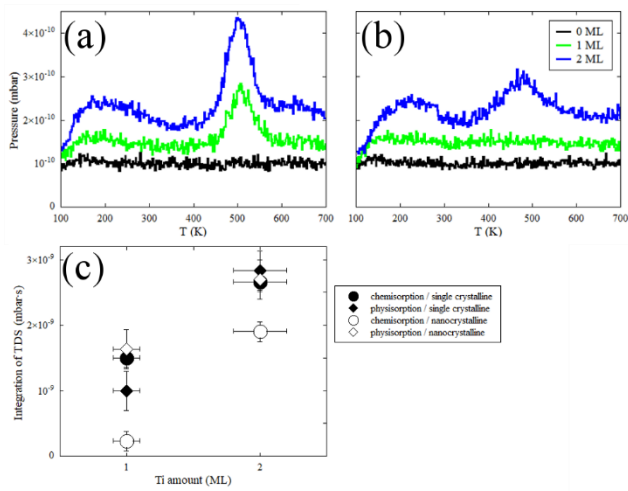 (a)
(b)
0 ML
1 ML
2 ML
Pressure (mbar)
4×10⁻¹⁰
3×10⁻¹⁰
2×10⁻¹⁰
10⁻¹⁰
0
100 200 300 400 500 600 700
T (K)
100 200 300 400 500 600 700
T (K)
(c)
Integration of TDS (mbar·s)
3×10⁻⁹
2×10⁻⁹
10⁻⁹
0
1 2
Ti amount (ML)
chemisorption / single crystalline
physisorption / single crystalline
chemisorption / nanocrystalline
physisorption / nanocrystalline